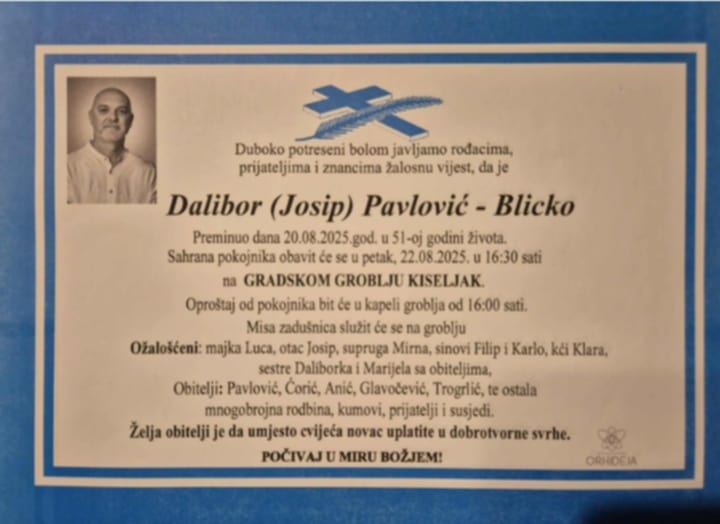 Duboko potreseni bolom javljamo rođacima,
prijateljima i znancima žalosnu vijest, da je
Dalibor (Josip) Pavlović - Blicko
Preminuo dana 20.08.2025.god. u 51-oj godini života.
Sahrana pokojnika obavit će se u petak, 22.08.2025. u 16:30 sati
na GRADSKOM GROBLJU KISELJAK.
Oproštaj od pokojnika bit će u kapeli groblja od 16:00 sati.
Misa zadušnica služit će se na groblju
Ožalošćeni: majka Luca, otac Josip, supruga Mirna, sinovi Filip i Karlo, kći Klara,
sestre Daliborka i Marijela sa obiteljima,
Obitelji: Pavlović, Ćorić, Anić, Glavočević, Trogrlić, te ostala
mnogobrojna rodbina, kumovi, prijatelji i susjedi.
Želja obitelji je da umjesto cvijeća novac uplatite u dobrotvorne svrhe.
POČIVAJ U MIRU BOŽJEM!
ORHIDEJA